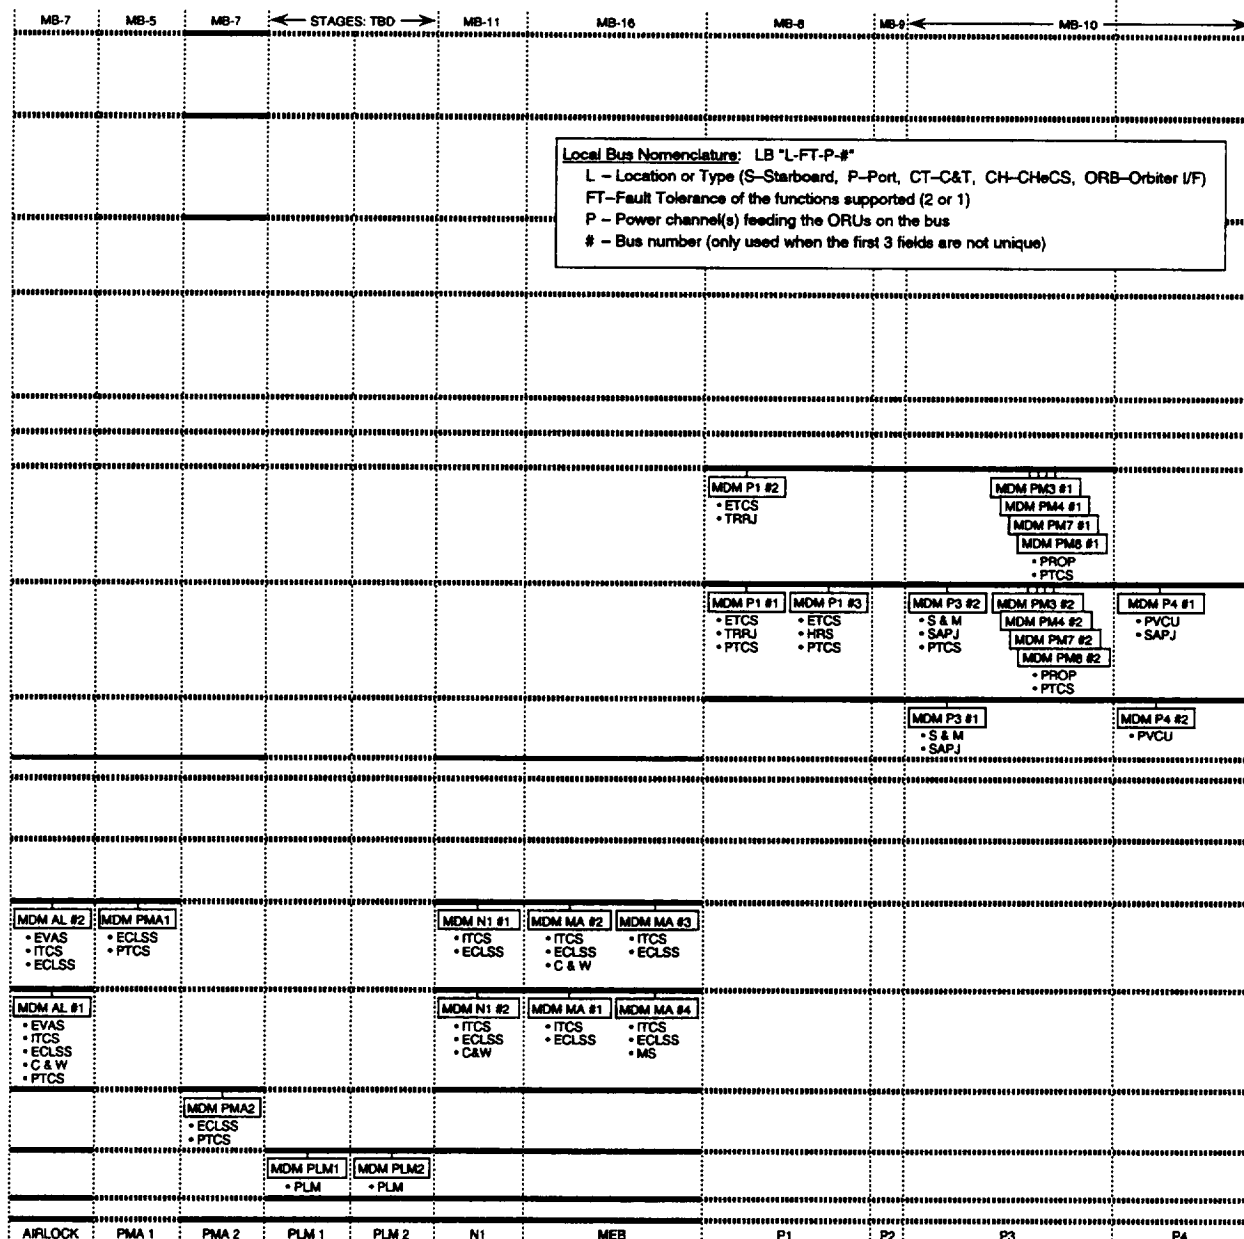 MB-7 MB-5 MB-7 STAGES: TBD MB-11 MB-16 MB-8 MB-9 MB-10
Local Bus Nomenclature: LB "L-FT-P-#"
L – Location or Type (S–Starboard, P–Port, CT–C&T, CH–CHeCS, ORB–Orbiter I/F)
FT–Fault Tolerance of the functions supported (2 or 1)
P – Power channel(s) feeding the ORUs on the bus
# – Bus number (only used when the first 3 fields are not unique)
MDM P1 #2
• ETCS
• TRRJ
MDM PM3 #1
MDM PM4 #1
MDM PM7 #1
MDM PM8 #1
• PROP
• PTCS
MDM P1 #1
• ETCS
• TRRJ
• PTCS
MDM P1 #3
• ETCS
• HRS
• PTCS
MDM P3 #2
• S & M
• SAPJ
• PTCS
MDM PM3 #2
MDM PM4 #2
MDM PM7 #2
MDM PM8 #2
• PROP
• PTCS
MDM P4 #1
• PVCU
• SAPJ
MDM P3 #1
• S & M
• SAPJ
MDM P4 #2
• PVCU
MDM AL #2
• EVAS
• ITCS
• ECLSS
MDM PMA1
• ECLSS
• PTCS
MDM N1 #1
• ITCS
• ECLSS
MDM MA #2
• ITCS
• ECLSS
• C & W
MDM MA #3
• ITCS
• ECLSS
MDM AL #1
• EVAS
• ITCS
• ECLSS
• C & W
• PTCS
MDM N1 #2
• ITCS
• ECLSS
• C&W
MDM MA #1
• ITCS
• ECLSS
MDM MA #4
• ITCS
• ECLSS
• MS
MDM PMA2
• ECLSS
• PTCS
MDM PLM1
• PLM
MDM PLM2
• PLM
AIRLOCK PMA 1 PMA 2 PLM 1 PLM 2 N1 MEB P1 P2 P3 P4